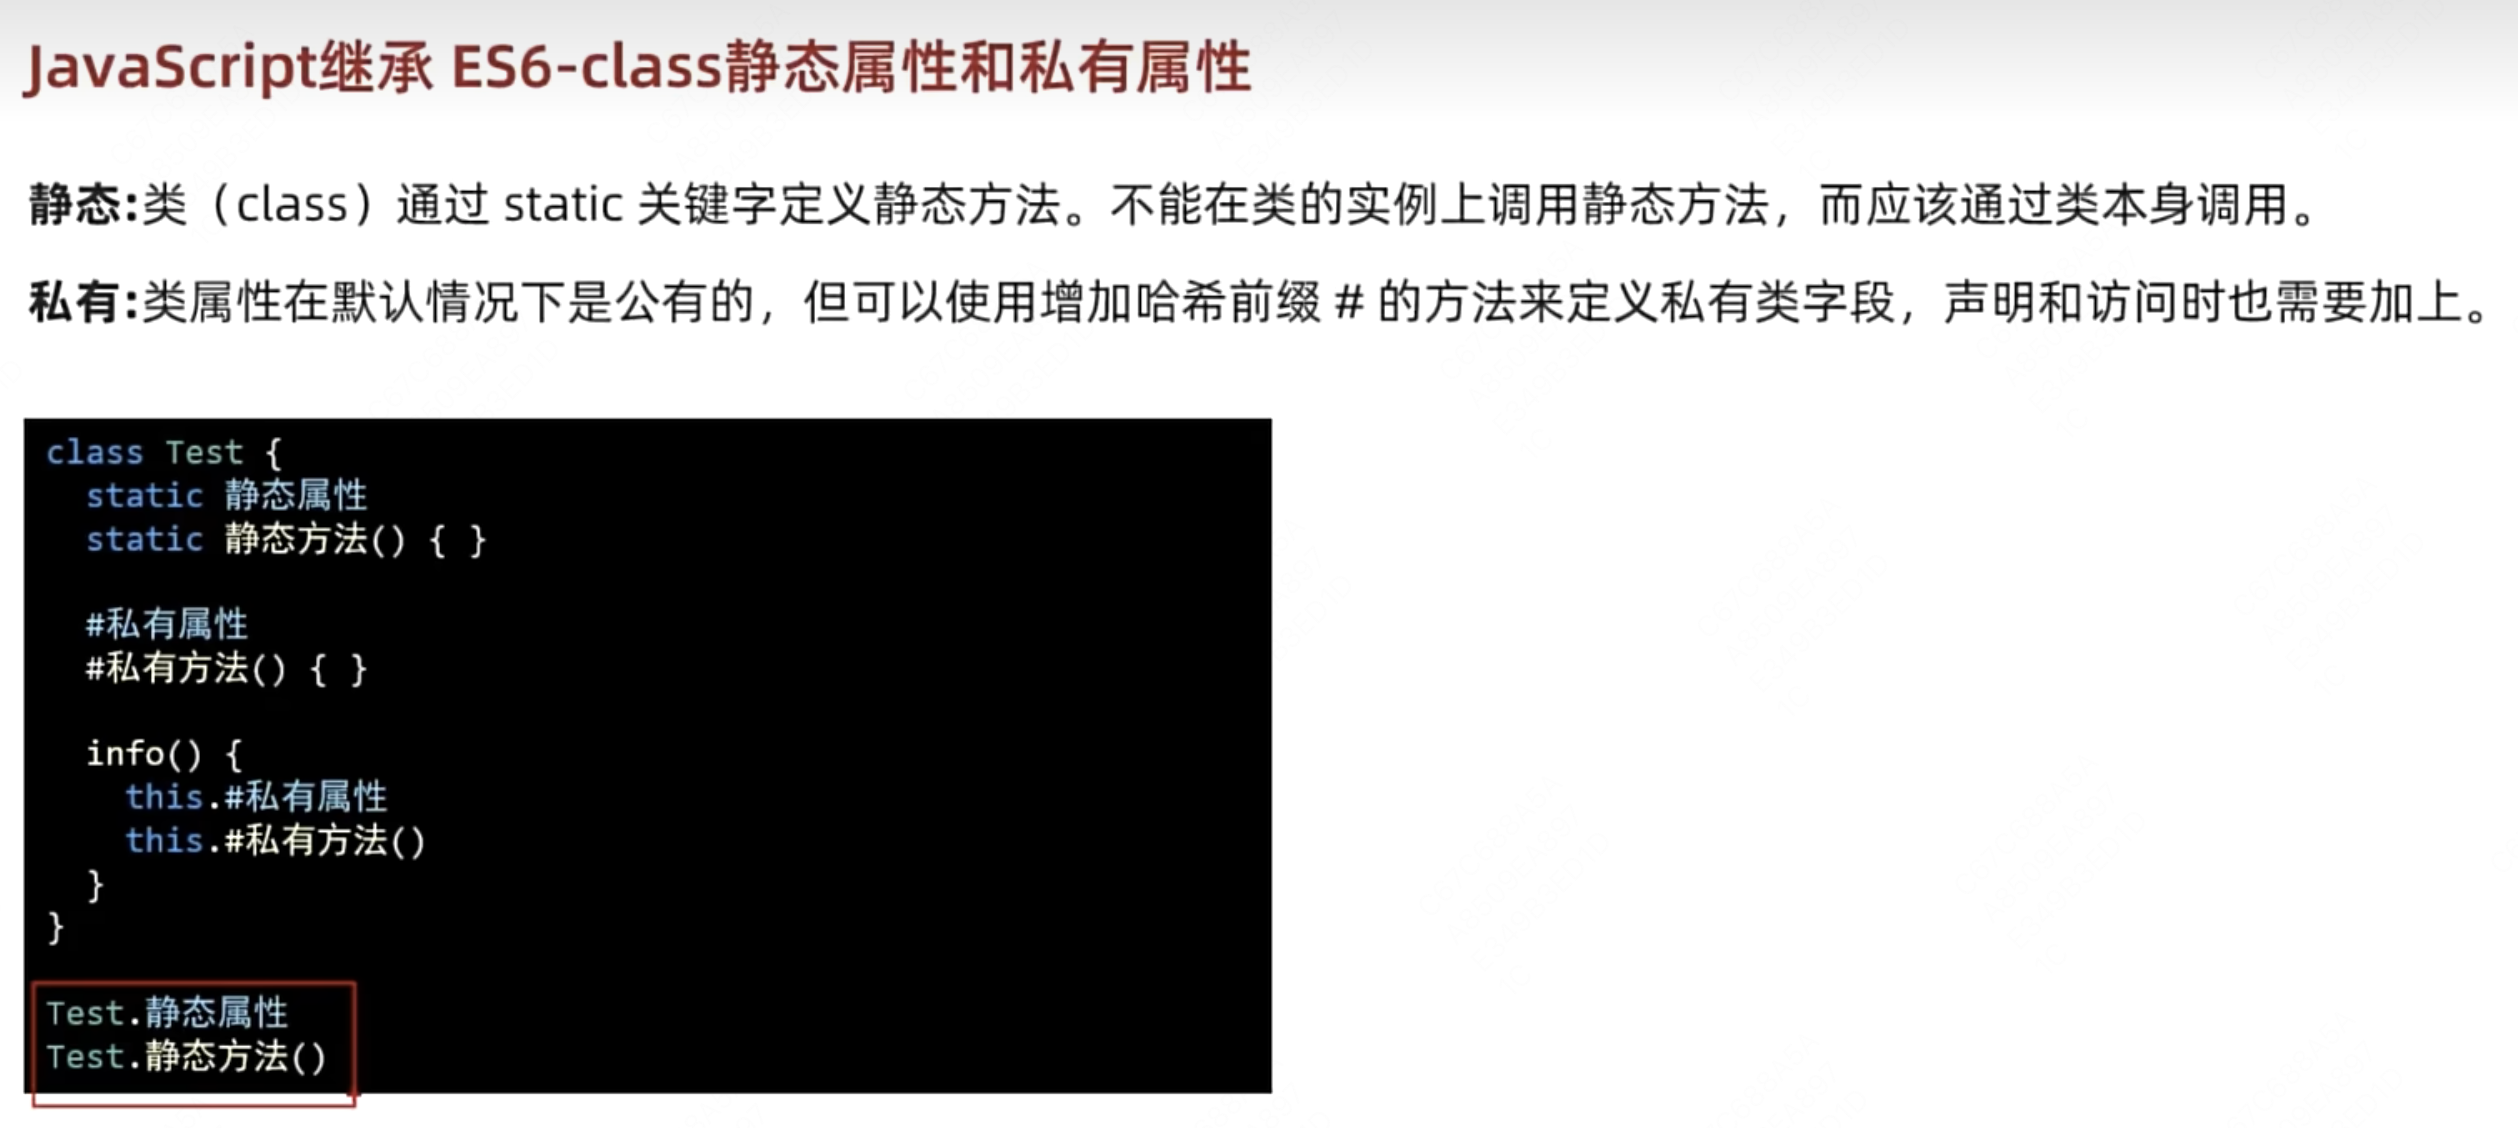 JavaScript继承 ES6-class静态属性和私有属性
静态:类（class）通过 static 关键字定义静态方法。不能在类的实例上调用静态方法，而应该通过类本身调用。
私有:类属性在默认情况下是公有的，但可以使用增加哈希前缀 # 的方法来定义私有类字段，声明和访问时也需要加上。
class Test {
static 静态属性
static 静态方法() { }
#私有属性
#私有方法() { }
info() {
this.#私有属性
this.#私有方法()
}
}
Test.静态属性
Test.静态方法()